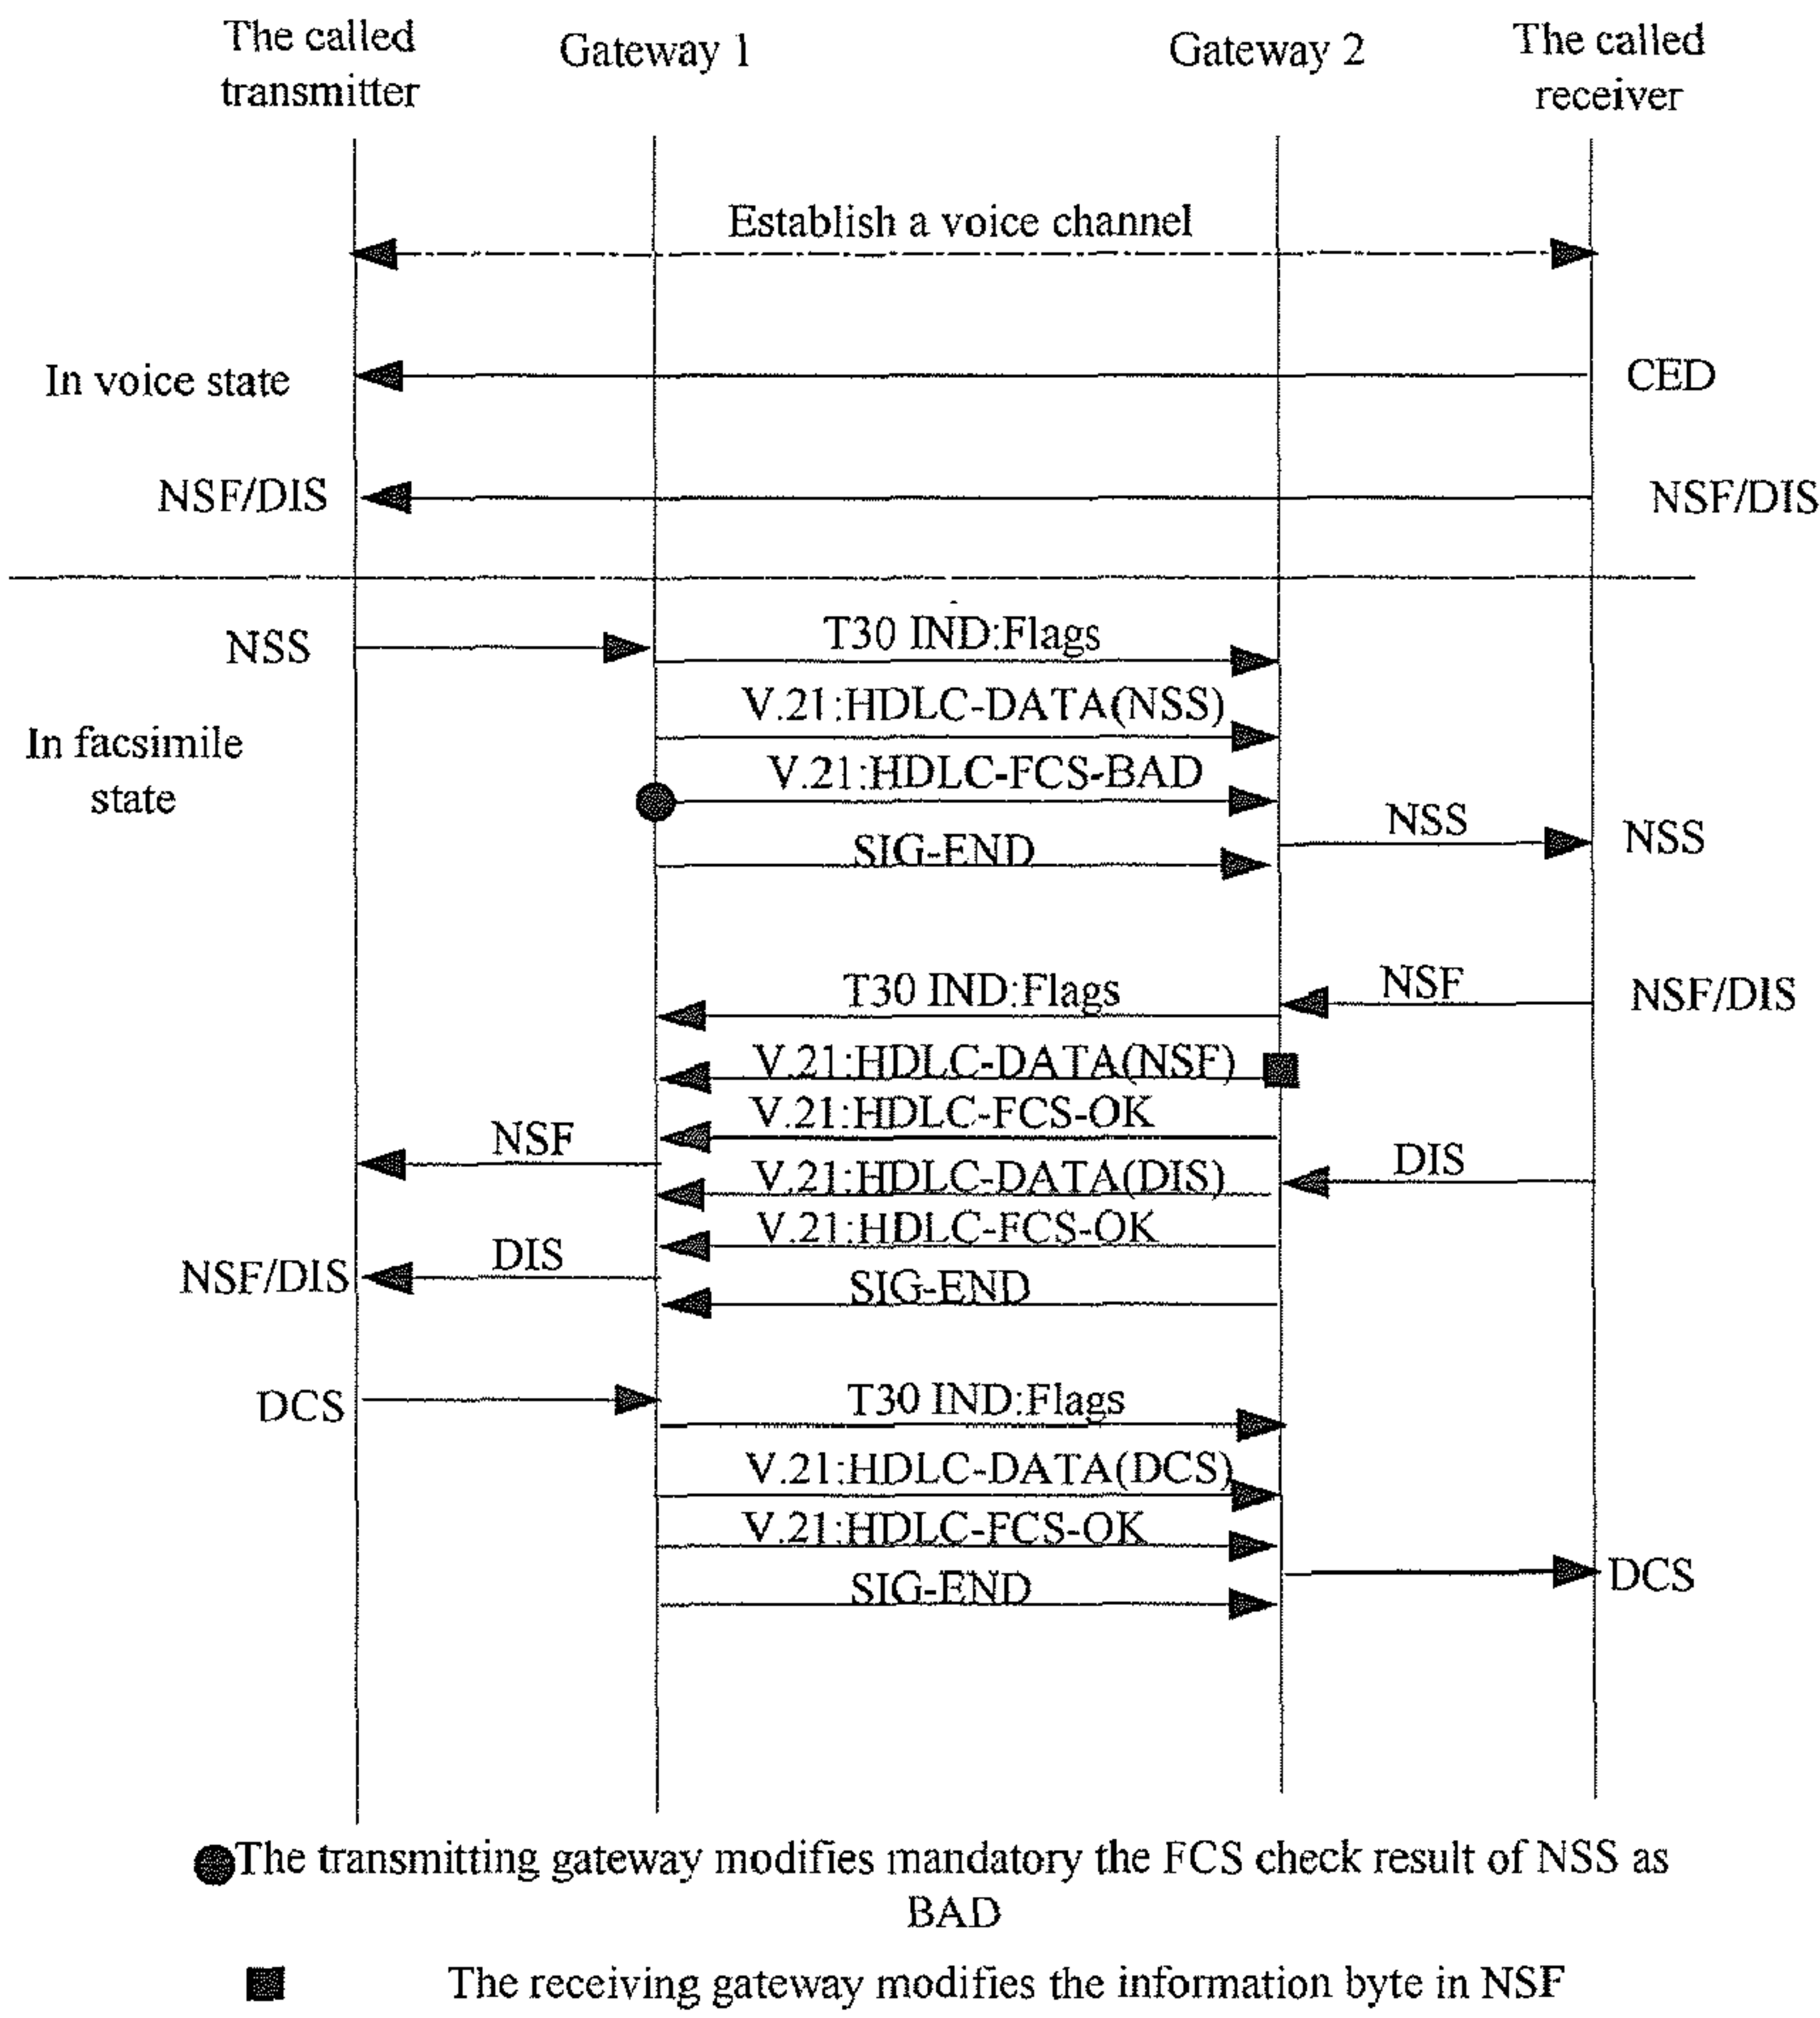 The called
transmitter
Gateway 1
Gateway 2
The called
receiver
Establish a voice channel
In voice state
CED
NSF/DIS
NSF/DIS
NSS
T30 IND:Flags
V.21:HDLC-DATA(NSS)
In facsimile
state
V.21:HDLC-FCS-BAD
NSS
NSS
SIG-END
T30 IND:Flags
NSF
NSF/DIS
V.21:HDLC-DATA(NSF)
V.21:HDLC-FCS-OK
NSF
V.21:HDLC-DATA(DIS)
DIS
V.21:HDLC-FCS-OK
NSF/DIS
DIS
SIG-END
DCS
T30 IND:Flags
V.21:HDLC-DATA(DCS)
V.21:HDLC-FCS-OK
DCS
SIG-END
The transmitting gateway modifies mandatory the FCS check result of NSS as
BAD
The receiving gateway modifies the information byte in NSF